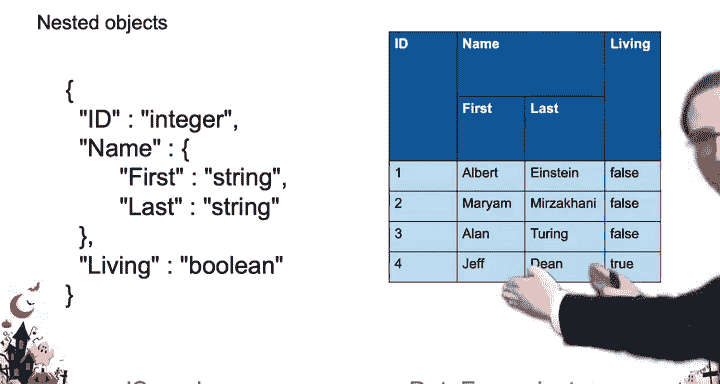 Nested objects
{
"ID" : "integer",
"Name" : {
"First" : "string",
"Last" : "string"
},
"Living" : "boolean"
}
ID Name Living
First Last
1 Albert Einstein false
2 Maryam Mirzakhani false
3 Alan Turing false
4 Jeff Dean true